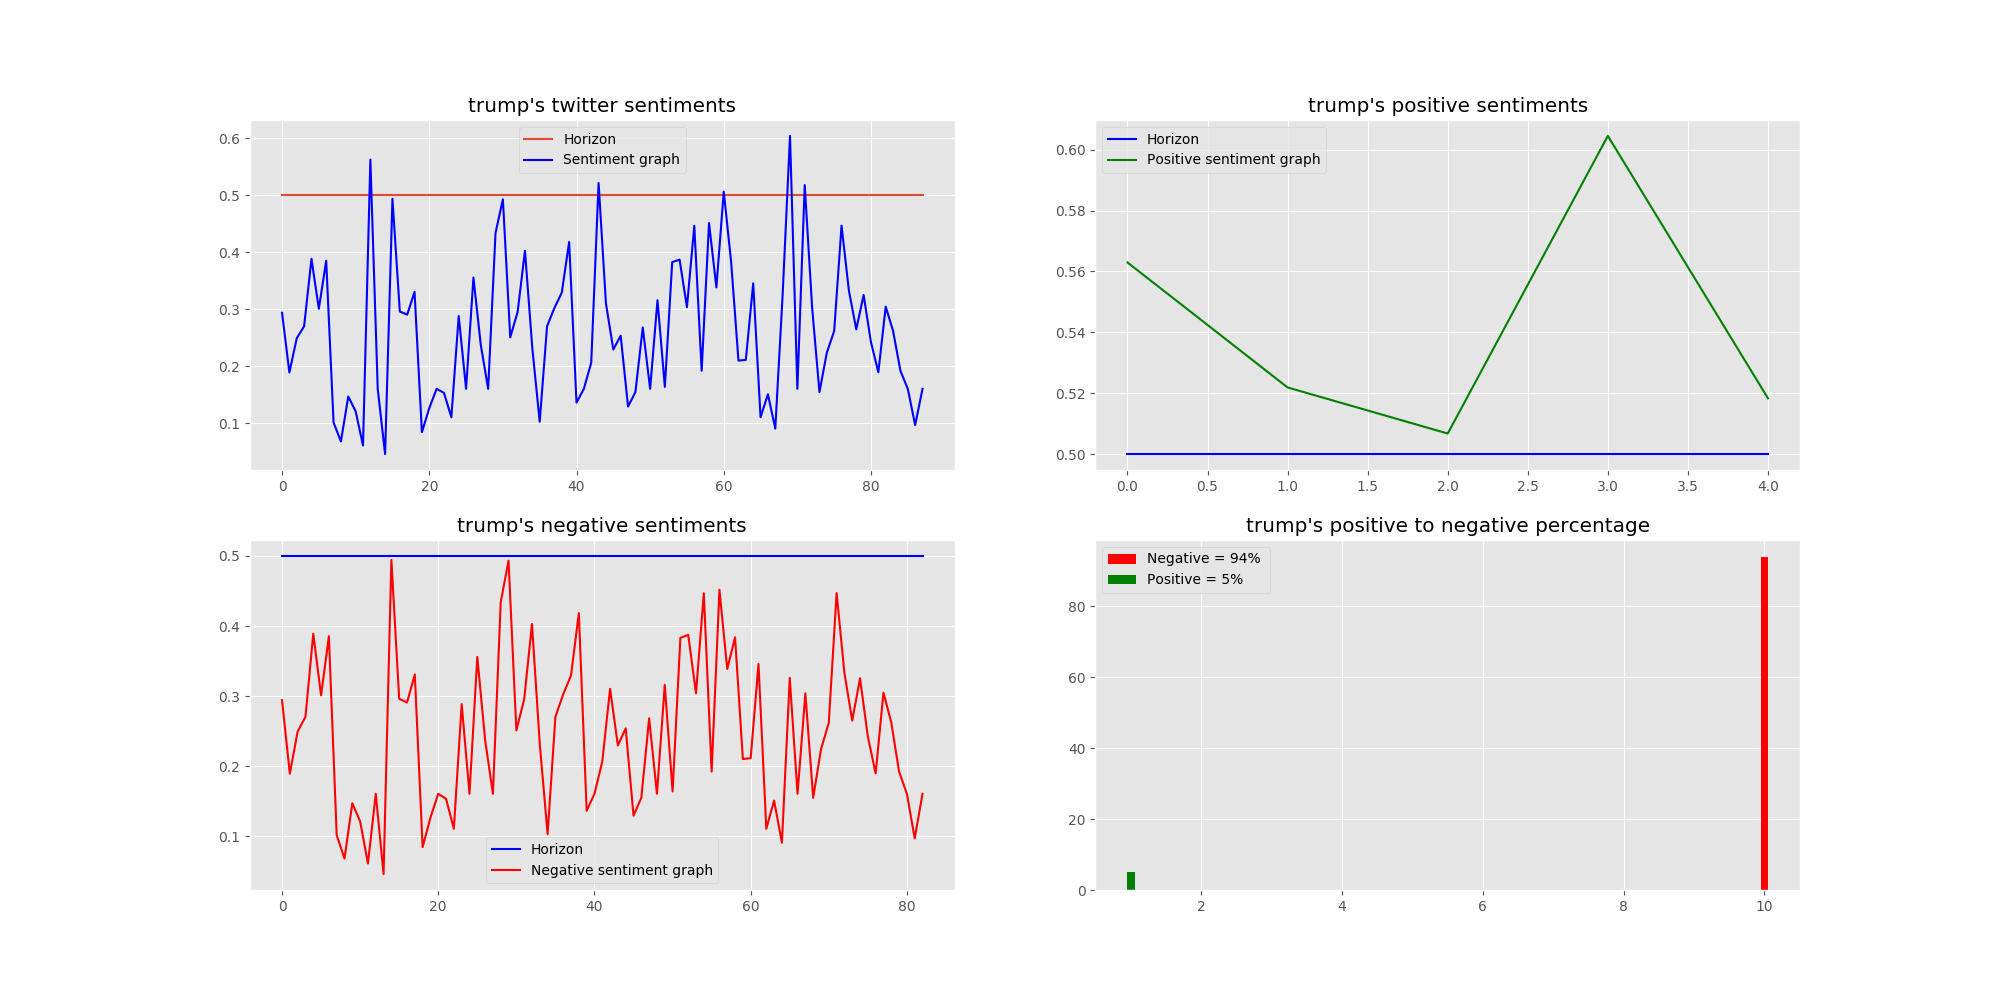 trump's twitter sentiments
Horizon
Sentiment graph
0.6
0.5
0.4
0.3
0.2
0.1
0 20 40 60 80
trump's positive sentiments
Horizon
Positive sentiment graph
0.60
0.58
0.56
0.54
0.52
0.50
0.0 0.5 1.0 1.5 2.0 2.5 3.0 3.5 4.0
trump's negative sentiments
0.5
0.4
0.3
0.2
0.1
Horizon
Negative sentiment graph
0 20 40 60 80
trump's positive to negative percentage
Negative = 94%
Positive = 5%
80
60
40
20
0
2 4 6 8 10